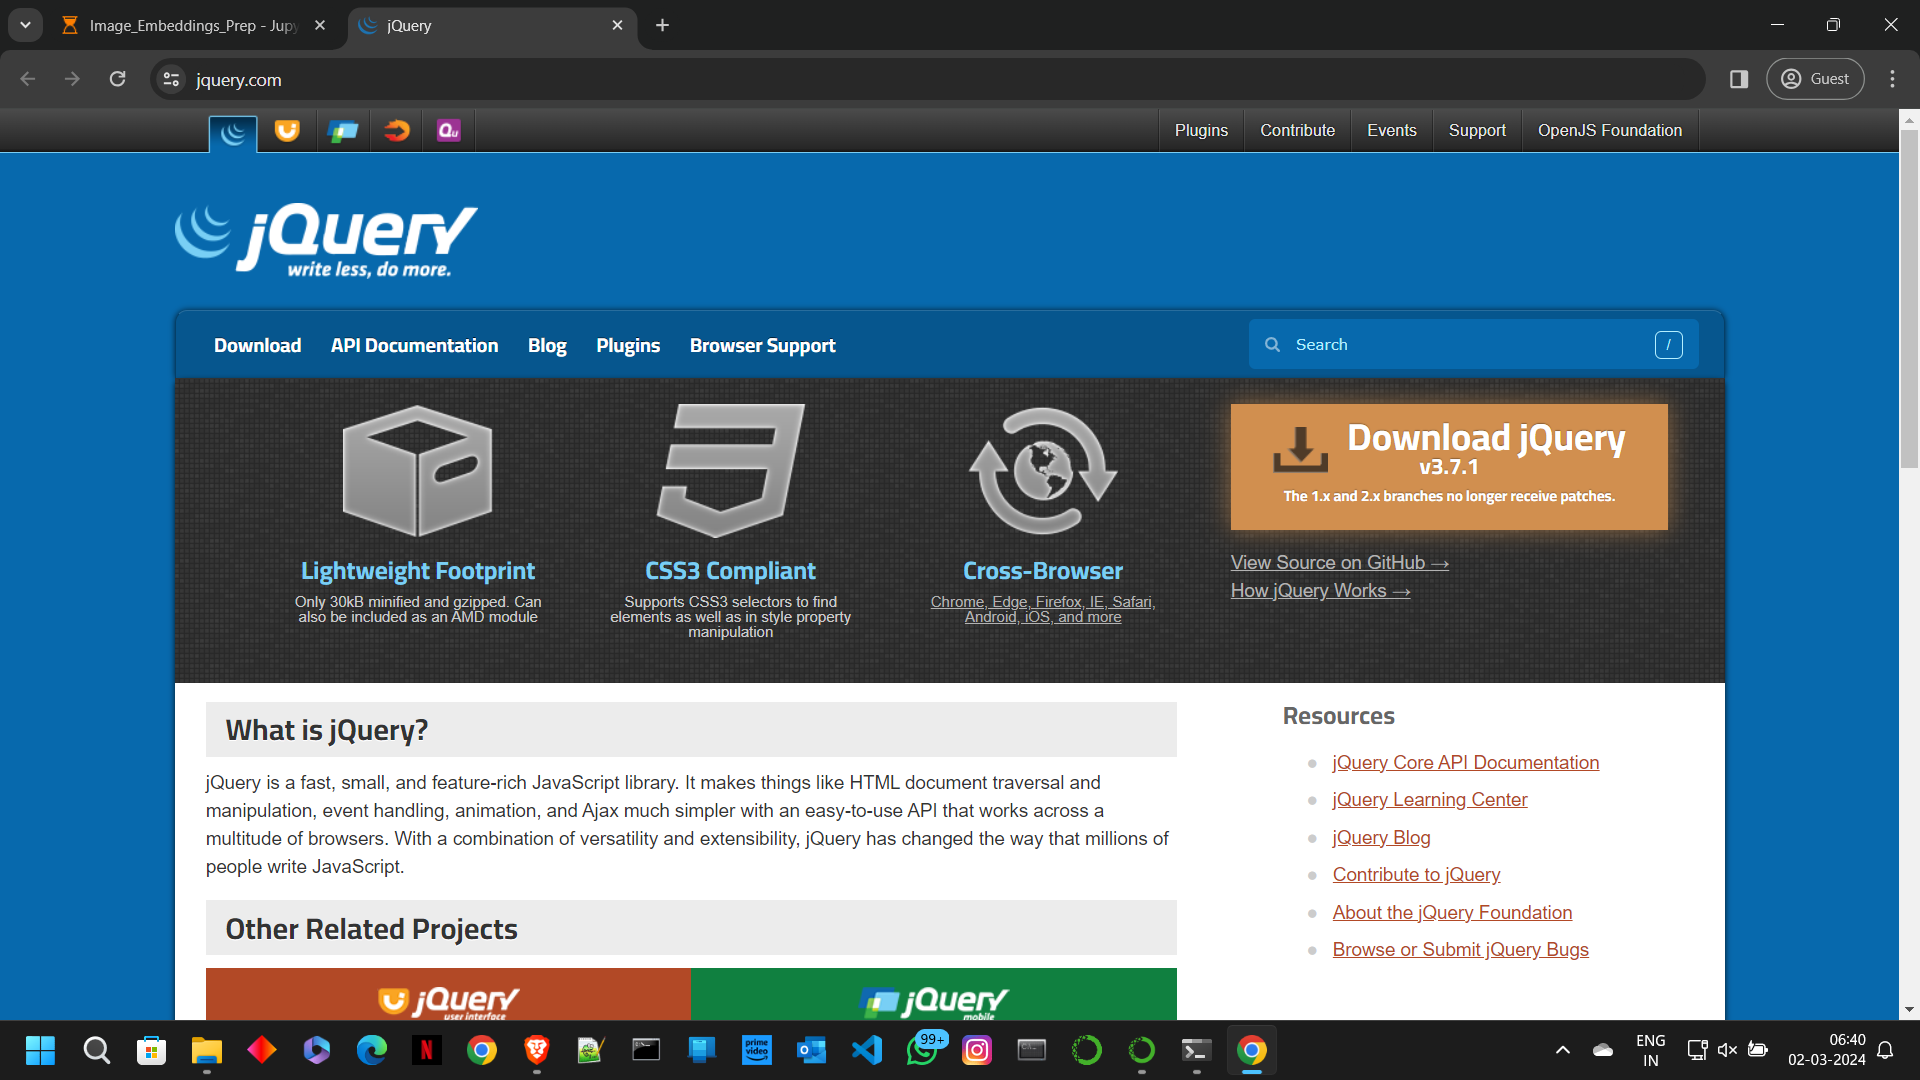 Image_Embeddings_Prep - Jupy
jQuery
jquery.com
Guest
Qu
Plugins
Contribute
Events
Support
OpenJS Foundation
jQuery
write less, do more.
Download
API Documentation
Blog
Plugins
Browser Support
Search
/
Download jQuery
v3.7.1
The 1.x and 2.x branches no longer receive patches.
Lightweight Footprint
Only 30kB minified and gzipped. Can
also be included as an AMD module
CSS3 Compliant
Supports CSS3 selectors to find
elements as well as in style property
manipulation
Cross-Browser
Chrome, Edge, Firefox, IE, Safari,
Android, iOS, and more
View Source on GitHub →
How jQuery Works →
What is jQuery?
jQuery is a fast, small, and feature-rich JavaScript library. It makes things like HTML document traversal and
manipulation, event handling, animation, and Ajax much simpler with an easy-to-use API that works across a
multitude of browsers. With a combination of versatility and extensibility, jQuery has changed the way that millions of
people write JavaScript.
Resources
jQuery Core API Documentation
jQuery Learning Center
jQuery Blog
Contribute to jQuery
About the jQuery Foundation
Browse or Submit jQuery Bugs
Other Related Projects
jQuery
user interface
jQuery
mobile
N
prime
video
99+
ENG
IN
06:40
02-03-2024